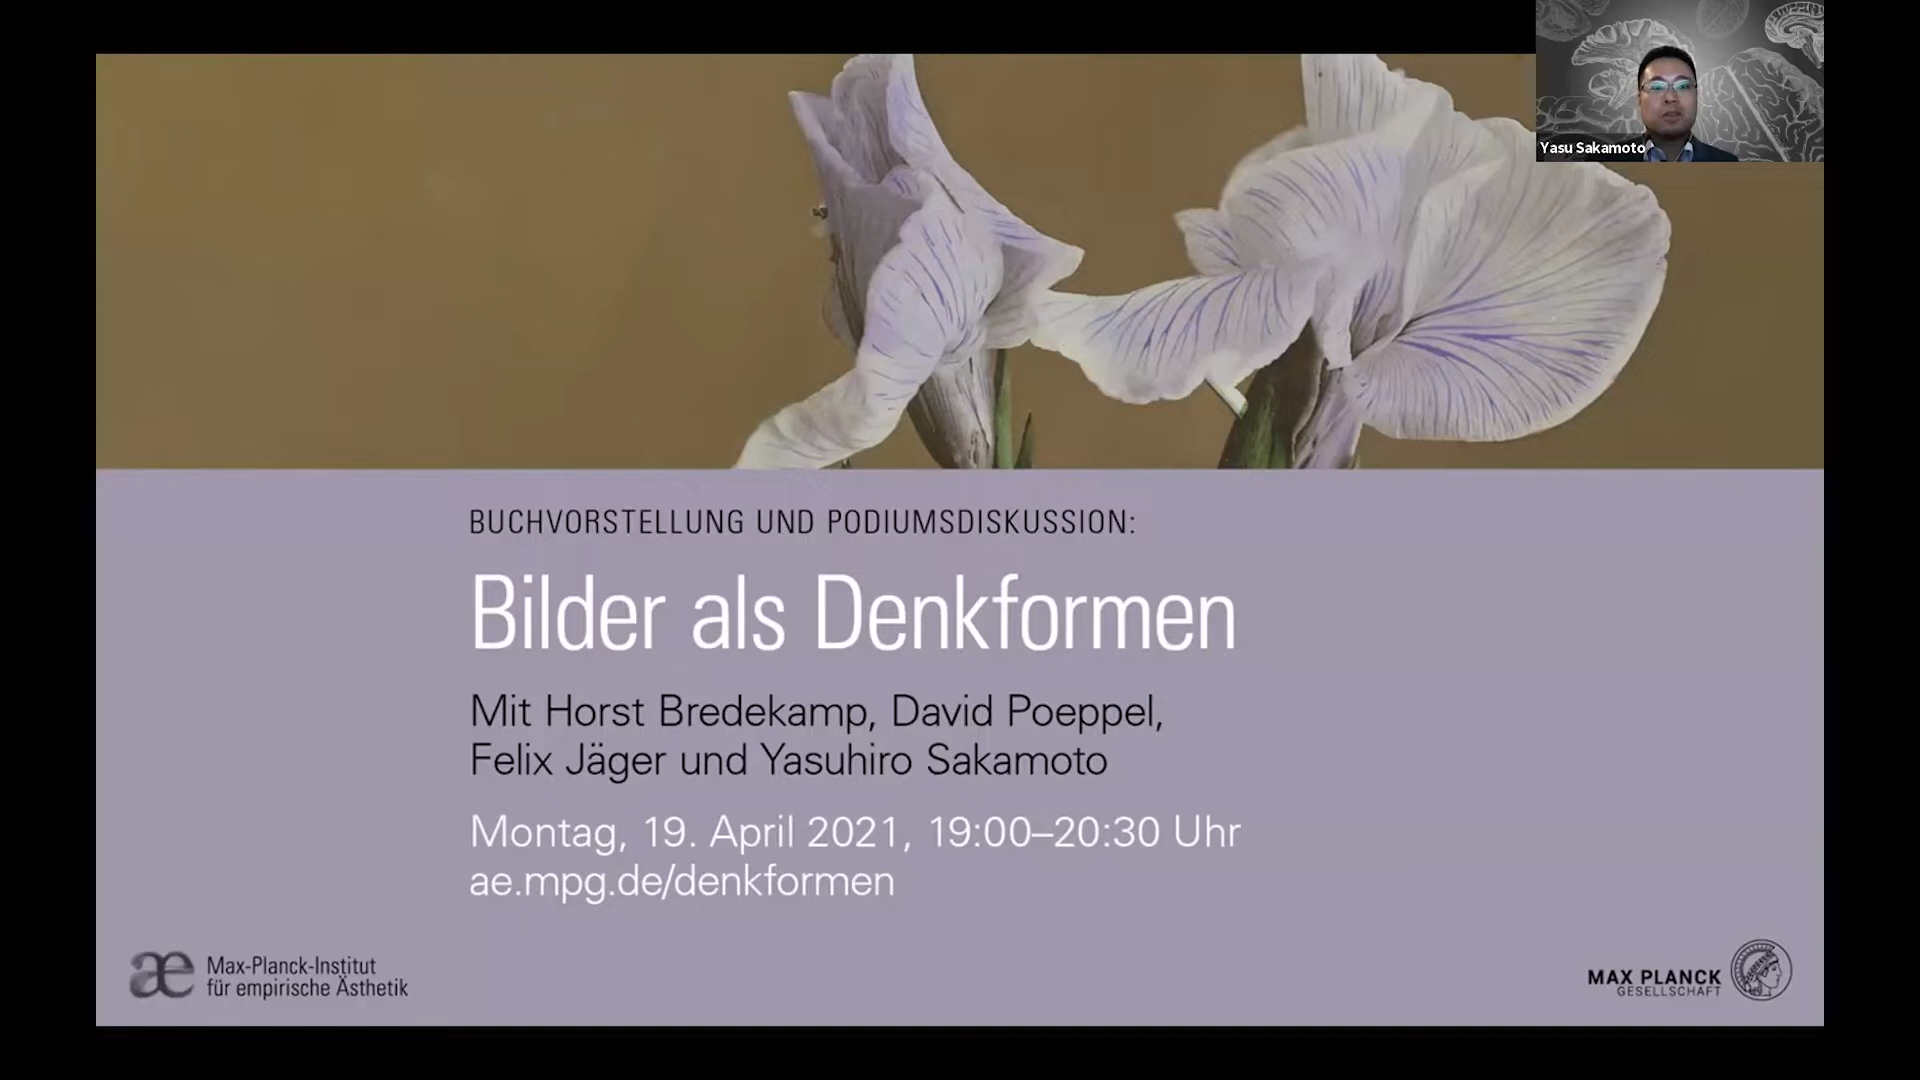 Yasu Sakamoto
BUCHVORSTELLUNG UND PODIUMSDISKUSSION:
Bilder als Denkformen
Mit Horst Bredekamp, David Poeppel,
Felix Jäger und Yasuhiro Sakamoto
Montag, 19. April 2021, 19:00–20:30 Uhr
ae.mpg.de/denkformen
æ
Max-Planck-Institut
für empirische Ästhetik
MAX PLANCK
GESELLSCHAFT